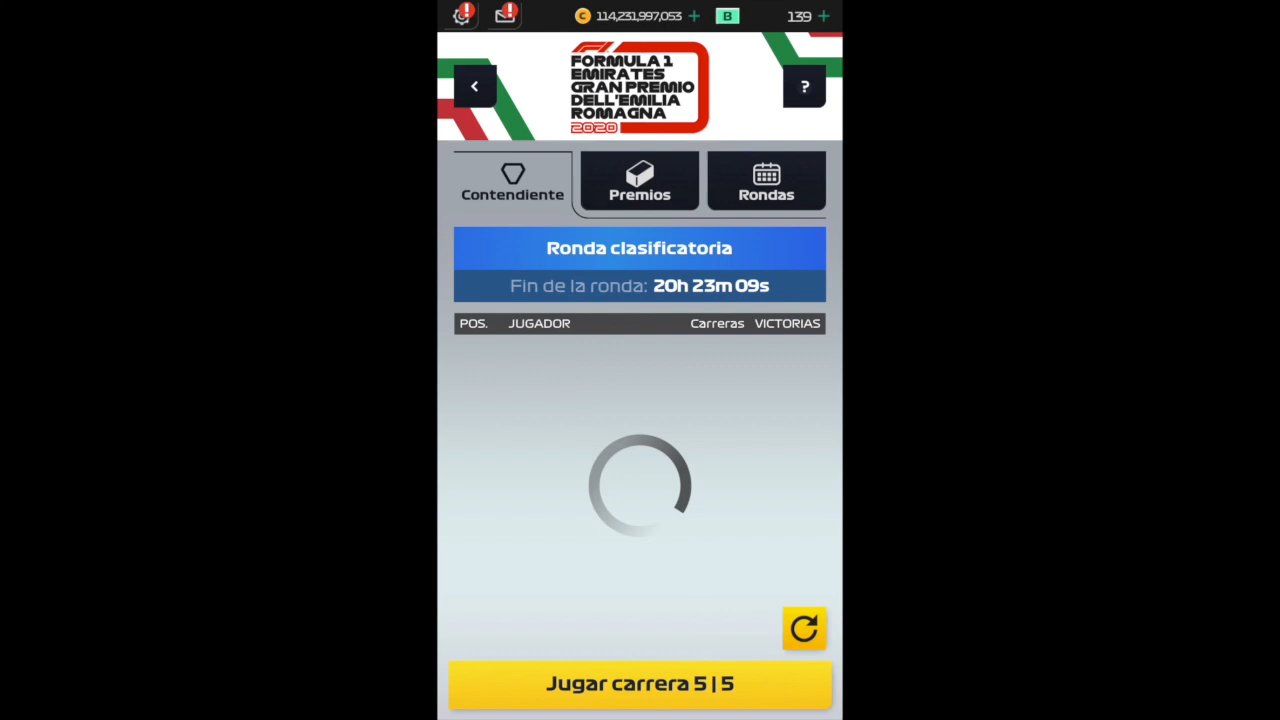 114,231,997,053
B
139
FORMULA 1
EMIRATES
GRAN PREMIO
DELL'EMILIA
ROMAGNA
2020
?
Contendiente
Premios
Rondas
Ronda clasificatoria
Fin de la ronda: 20h 23m 09s
POS. JUGADOR Carreras VICTORIAS
Jugar carrera 5|5